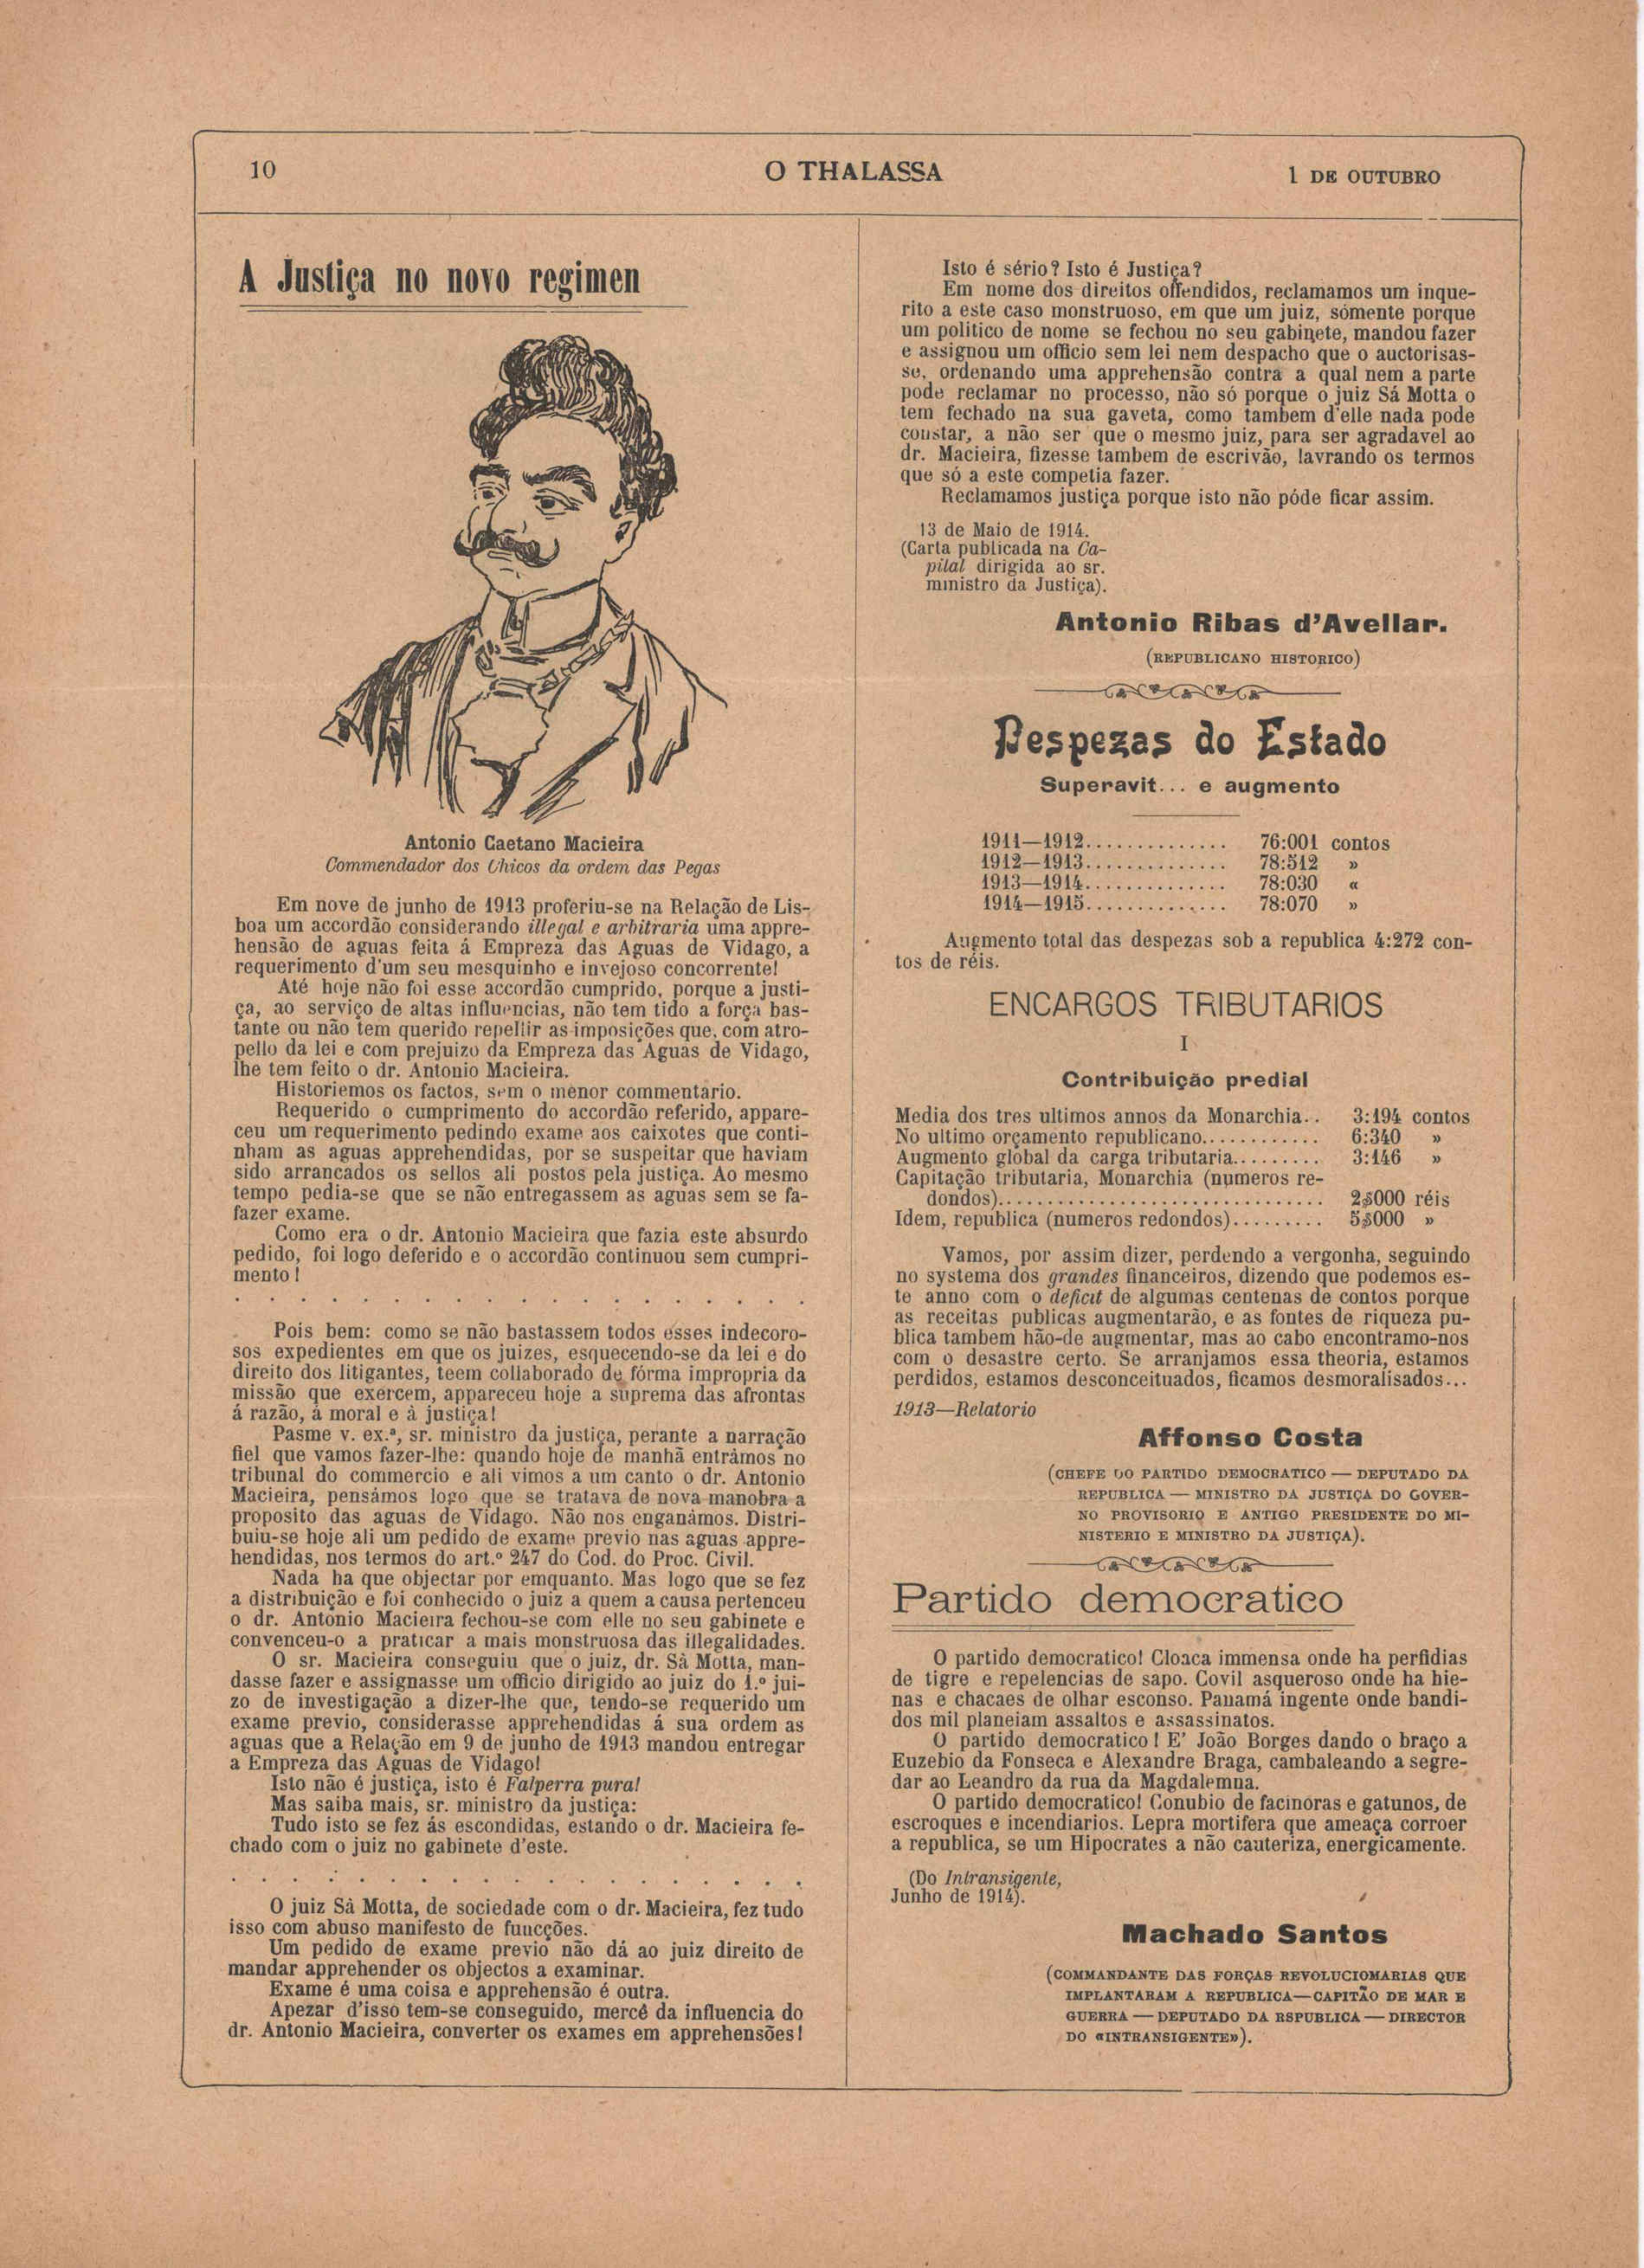 10
O THALASSA
1 DE OUTUBRO
A Justiça no novo regimen
Antonio Caetano Macieira
Commendador dos Chicos da ordem das Pegas
Em nove de junho de 1913 proferiu-se na Relação de Lis-
boa um accordão considerando illegal e arbitraria uma appre-
hensão de aguas feita á Empreza das Aguas de Vidago, a
requerimento d'um seu mesquinho e invejoso concorrente!
Até hoje não foi esse accordão cumprido, porque a justi-
ça, ao serviço de altas influencias, não tem tido a força bas-
tante ou não tem querido repellir as imposições que, com atro-
pello da lei e com prejuizo da Empreza das Aguas de Vidago,
lhe tem feito o dr. Antonio Macieira.
Historiemos os factos, sem o menor commentario.
Requerido o cumprimento do accordão referido, appare-
ceu um requerimento pedindo exame aos caixotes que conti-
nham as aguas apprehendidas, por se suspeitar que haviam
sido arrancados os sellos ali postos pela justiça. Ao mesmo
tempo pedia-se que se não entregassem as aguas sem se fa-
fazer exame.
Como era o dr. Antonio Macieira que fazia este absurdo
pedido, foi logo deferido e o accordão continuou sem cumpri-
mento!
. . . . . . . . . . . . . . . . . . .
Pois bem: como se não bastassem todos esses indecoro-
sos expedientes em que os juizes, esquecendo-se da lei e do
direito dos litigantes, teem collaborado de fórma impropria da
missão que exercem, appareceu hoje a suprema das afrontas
á razão, á moral e à justiça!
Pasme v. ex.ª, sr. ministro da justiça, perante a narração
fiel que vamos fazer-lhe: quando hoje de manhã entrámos no
tribunal do commercio e ali vimos a um canto o dr. Antonio
Macieira, pensámos logo que se tratava de nova manobra a
proposito das aguas de Vidago. Não nos enganámos. Distri-
buiu-se hoje ali um pedido de exame previo nas aguas appre-
hendidas, nos termos do art.º 247 do Cod. do Proc. Civil.
Nada ha que objectar por emquanto. Mas logo que se fez
a distribuição e foi conhecido o juiz a quem a causa pertenceu
o dr. Antonio Macieira fechou-se com elle no seu gabinete e
convenceu-o a praticar a mais monstruosa das illegalidades.
O sr. Macieira conseguiu que o juiz, dr. Sà Motta, man-
dasse fazer e assignasse um officio dirigido ao juiz do 1.º jui-
zo de investigação a dizer-lhe que, tendo-se requerido um
exame previo, considerasse apprehendidas á sua ordem as
aguas que a Relação em 9 de junho de 1913 mandou entregar
a Empreza das Aguas de Vidago!
Isto não é justiça, isto é Falperra pura!
Mas saiba mais, sr. ministro da justiça:
Tudo isto se fez ás escondidas, estando o dr. Macieira fe-
chado com o juiz no gabinete d'este.
. . . . . . . . . . . . . . . . . . .
O juiz Sà Motta, de sociedade com o dr. Macieira, fez tudo
isso com abuso manifesto de fuucções.
Um pedido de exame previo não dá ao juiz direito de
mandar apprehender os objectos a examinar.
Exame é uma coisa e apprehensão é outra.
Apezar d'isso tem-se conseguido, mercê da influencia do
dr. Antonio Macieira, converter os exames em apprehensões!
Isto é sério? Isto é Justiça?
Em nome dos direitos offendidos, reclamamos um inque-
rito a este caso monstruoso, em que um juiz, sómente porque
um politico de nome se fechou no seu gabinete, mandou fazer
e assignou um officio sem lei nem despacho que o auctorisas-
se, ordenando uma apprehensão contra a qual nem a parte
pode reclamar no processo, não só porque o juiz Sá Motta o
tem fechado na sua gaveta, como tambem d'elle nada pode
constar, a não ser que o mesmo juiz, para ser agradavel ao
dr. Macieira, fizesse tambem de escrivão, lavrando os termos
que só a este competia fazer.
Reclamamos justiça porque isto não póde ficar assim.
13 de Maio de 1914.
(Carta publicada na Ca-
pital dirigida ao sr.
ministro da Justiça).
Antonio Ribas d'Avellar.
(REPUBLICANO HISTORICO)
Despezas do Estado
Superavit... e augmento
1911—1912.............. 76:001 contos
1912—1913.............. 78:512 »
1913—1914.............. 78:030 «
1914—1915.............. 78:070 »
Augmento total das despezas sob a republica 4:272 con-
tos de réis.
ENCARGOS TRIBUTARIOS
I
Contribuição predial
Media dos tres ultimos annos da Monarchia.. 3:194 contos
No ultimo orçamento republicano............ 6:340 »
Augmento global da carga tributaria......... 3:146 »
Capitação tributaria, Monarchia (numeros re-
dondos)................................ 2$000 réis
Idem, republica (numeros redondos)......... 5$000 »
Vamos, por assim dizer, perdendo a vergonha, seguindo
no systema dos grandes financeiros, dizendo que podemos es-
te anno com o deficit de algumas centenas de contos porque
as receitas publicas augmentarão, e as fontes de riqueza pu-
blica tambem hão-de augmentar, mas ao cabo encontramo-nos
com o desastre certo. Se arranjamos essa theoria, estamos
perdidos, estamos desconceituados, ficamos desmoralisados...
1913—Relatorio
Affonso Costa
(CHEFE DO PARTIDO DEMOCRATICO — DEPUTADO DA
REPUBLICA — MINISTRO DA JUSTIÇA DO GOVER-
NO PROVISORIO E ANTIGO PRESIDENTE DO MI-
NISTERIO E MINISTRO DA JUSTIÇA).
Partido democratico
O partido democratico! Cloaca immensa onde ha perfidias
de tigre e repelencias de sapo. Covil asqueroso onde ha hie-
nas e chacaes de olhar esconso. Panamá ingente onde bandi-
dos mil planeiam assaltos e assassinatos.
O partido democratico! E' João Borges dando o braço a
Euzebio da Fonseca e Alexandre Braga, cambaleando a segre-
dar ao Leandro da rua da Magdalemna.
O partido democratico! Conubio de facinoras e gatunos, de
escroques e incendiarios. Lepra mortifera que ameaça corroer
a republica, se um Hipocrates a não cauteriza, energicamente.
(Do Intransigente,
Junho de 1914).
Machado Santos
(COMMANDANTE DAS FORÇAS REVOLUCIOMARIAS QUE
IMPLANTARAM A REPUBLICA—CAPITÃO DE MAR E
GUERRA — DEPUTADO DA RSPUBLICA — DIRECTOR
DO «INTRANSIGENTE»).